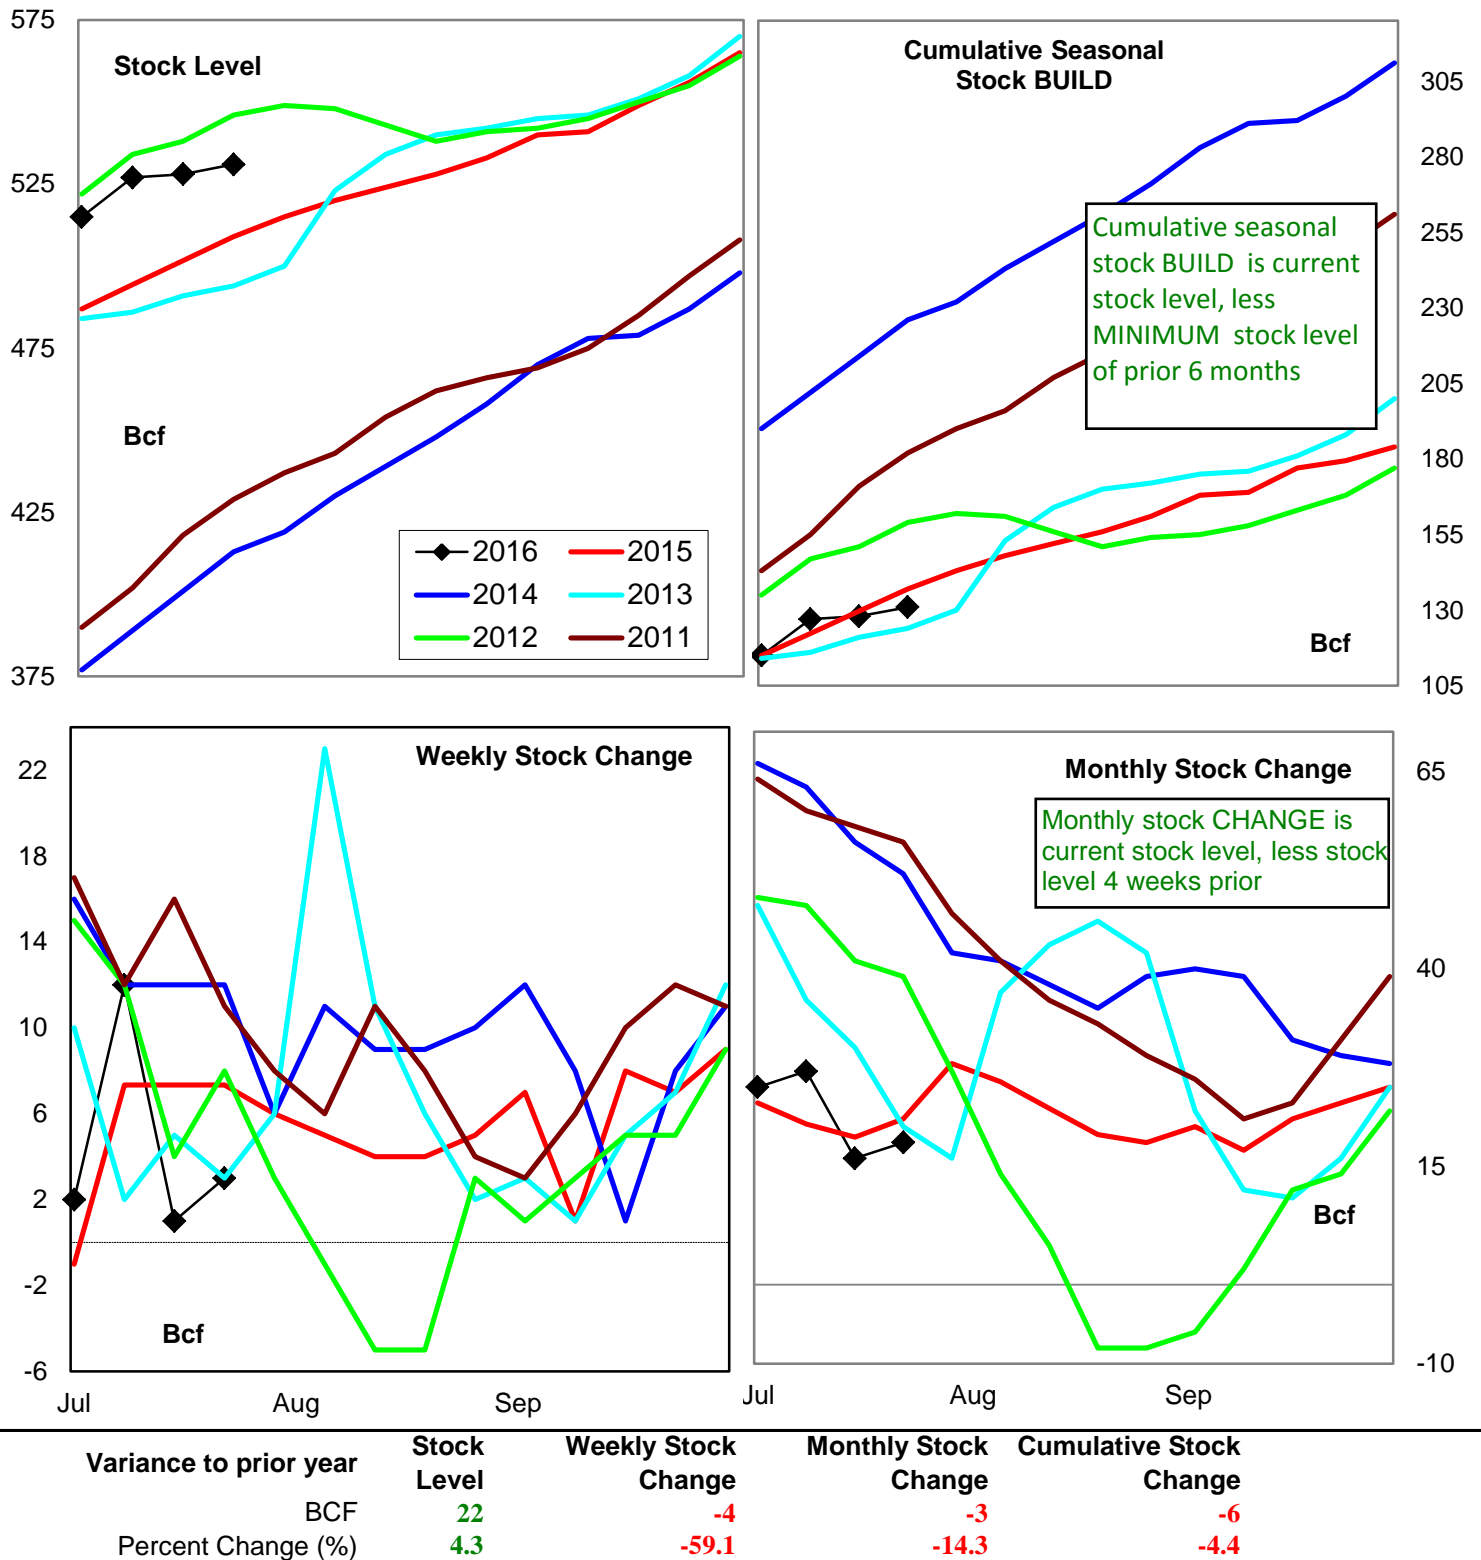 575
525
475
425
375
Stock Level
Bcf
2016
2015
2014
2013
2012
2011
Cumulative Seasonal
Stock BUILD
305
280
255
230
205
180
155
130
105
Cumulative seasonal
stock BUILD is current
stock level, less
MINIMUM stock level
of prior 6 months
Bcf
22
18
14
10
6
2
-2
-6
Weekly Stock Change
Bcf
Jul
Aug
Sep
Monthly Stock Change
65
40
15
-10
Monthly stock CHANGE is
current stock level, less stock
level 4 weeks prior
Bcf
Jul
Aug
Sep
Variance to prior year
Stock Level
Weekly Stock Change
Monthly Stock Change
Cumulative Stock Change
BCF 22 -4 -3 -6
Percent Change (%) 4.3 -59.1 -14.3 -4.4